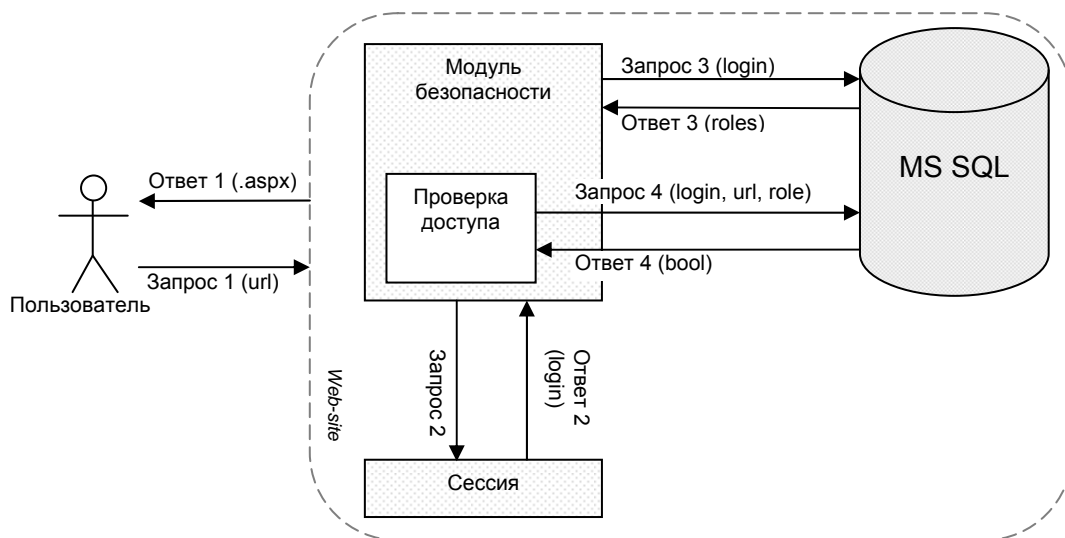 Модуль
безопасности
Запрос 3 (login)
Ответ 3 (roles)
MS SQL
Ответ 1 (.aspx)
Проверка
доступа
Запрос 4 (login, url, role)
Ответ 4 (bool)
Запрос 1 (url)
Пользователь
Web-site
Запрос 2
Ответ 2
(login)
Сессия